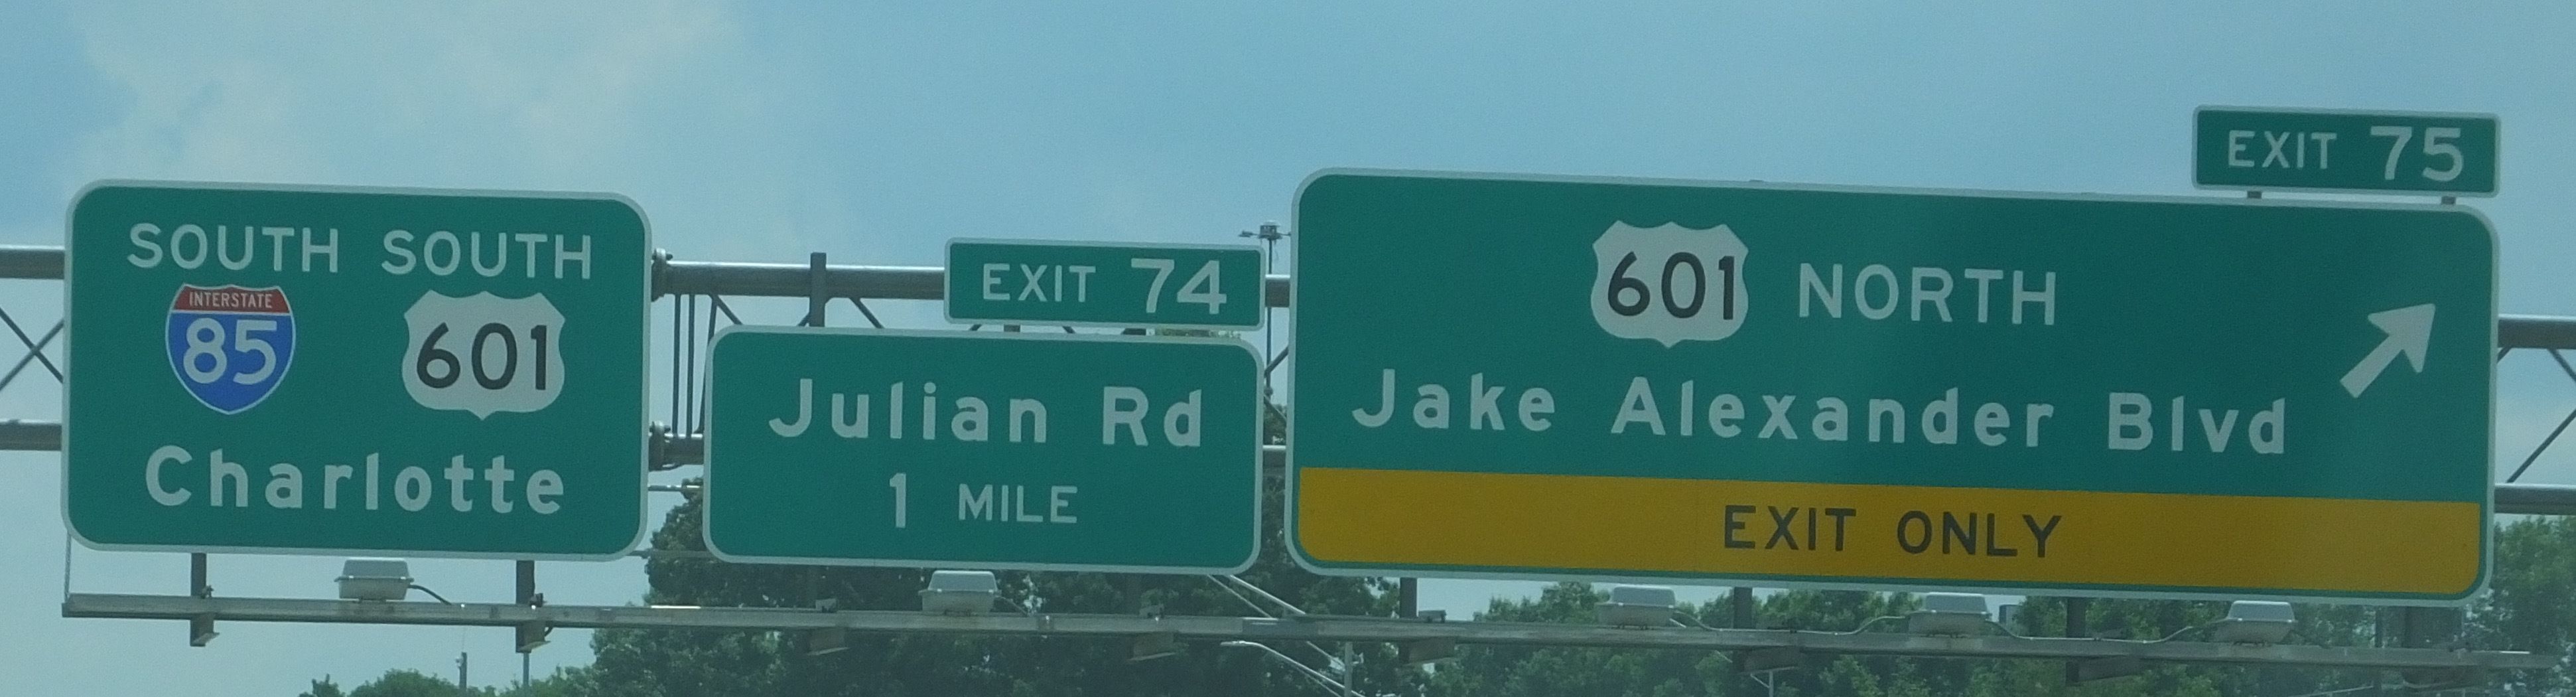 SOUTH SOUTH
INTERSTATE
85 601
Charlotte
EXIT 74
Julian Rd
1 MILE
EXIT 75
601 NORTH
Jake Alexander Blvd
EXIT ONLY